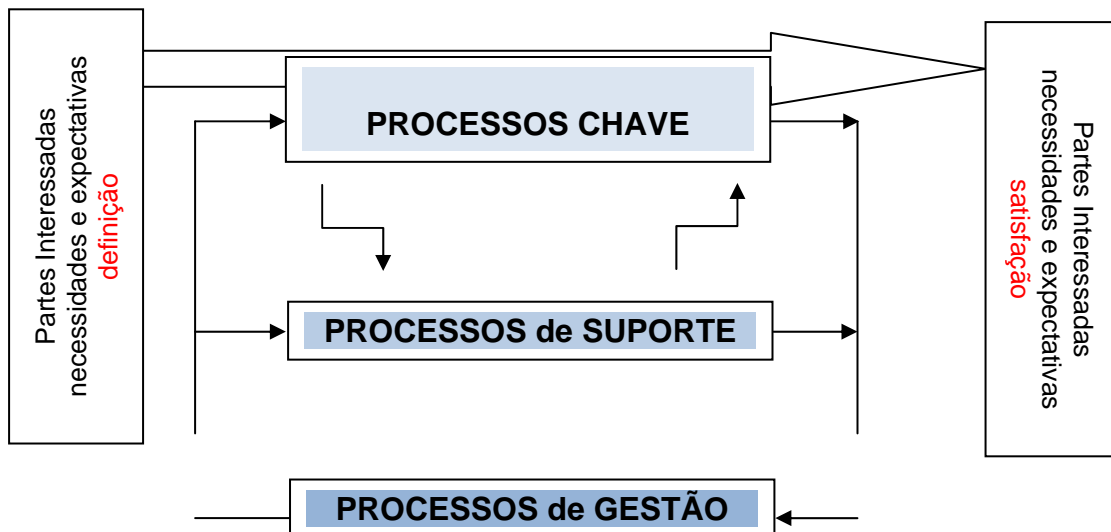 Partes Interessadas
necessidades e expectativas
definição
PROCESSOS CHAVE
PROCESSOS de SUPORTE
PROCESSOS de GESTÃO
Partes Interessadas
necessidades e expectativas
satisfação